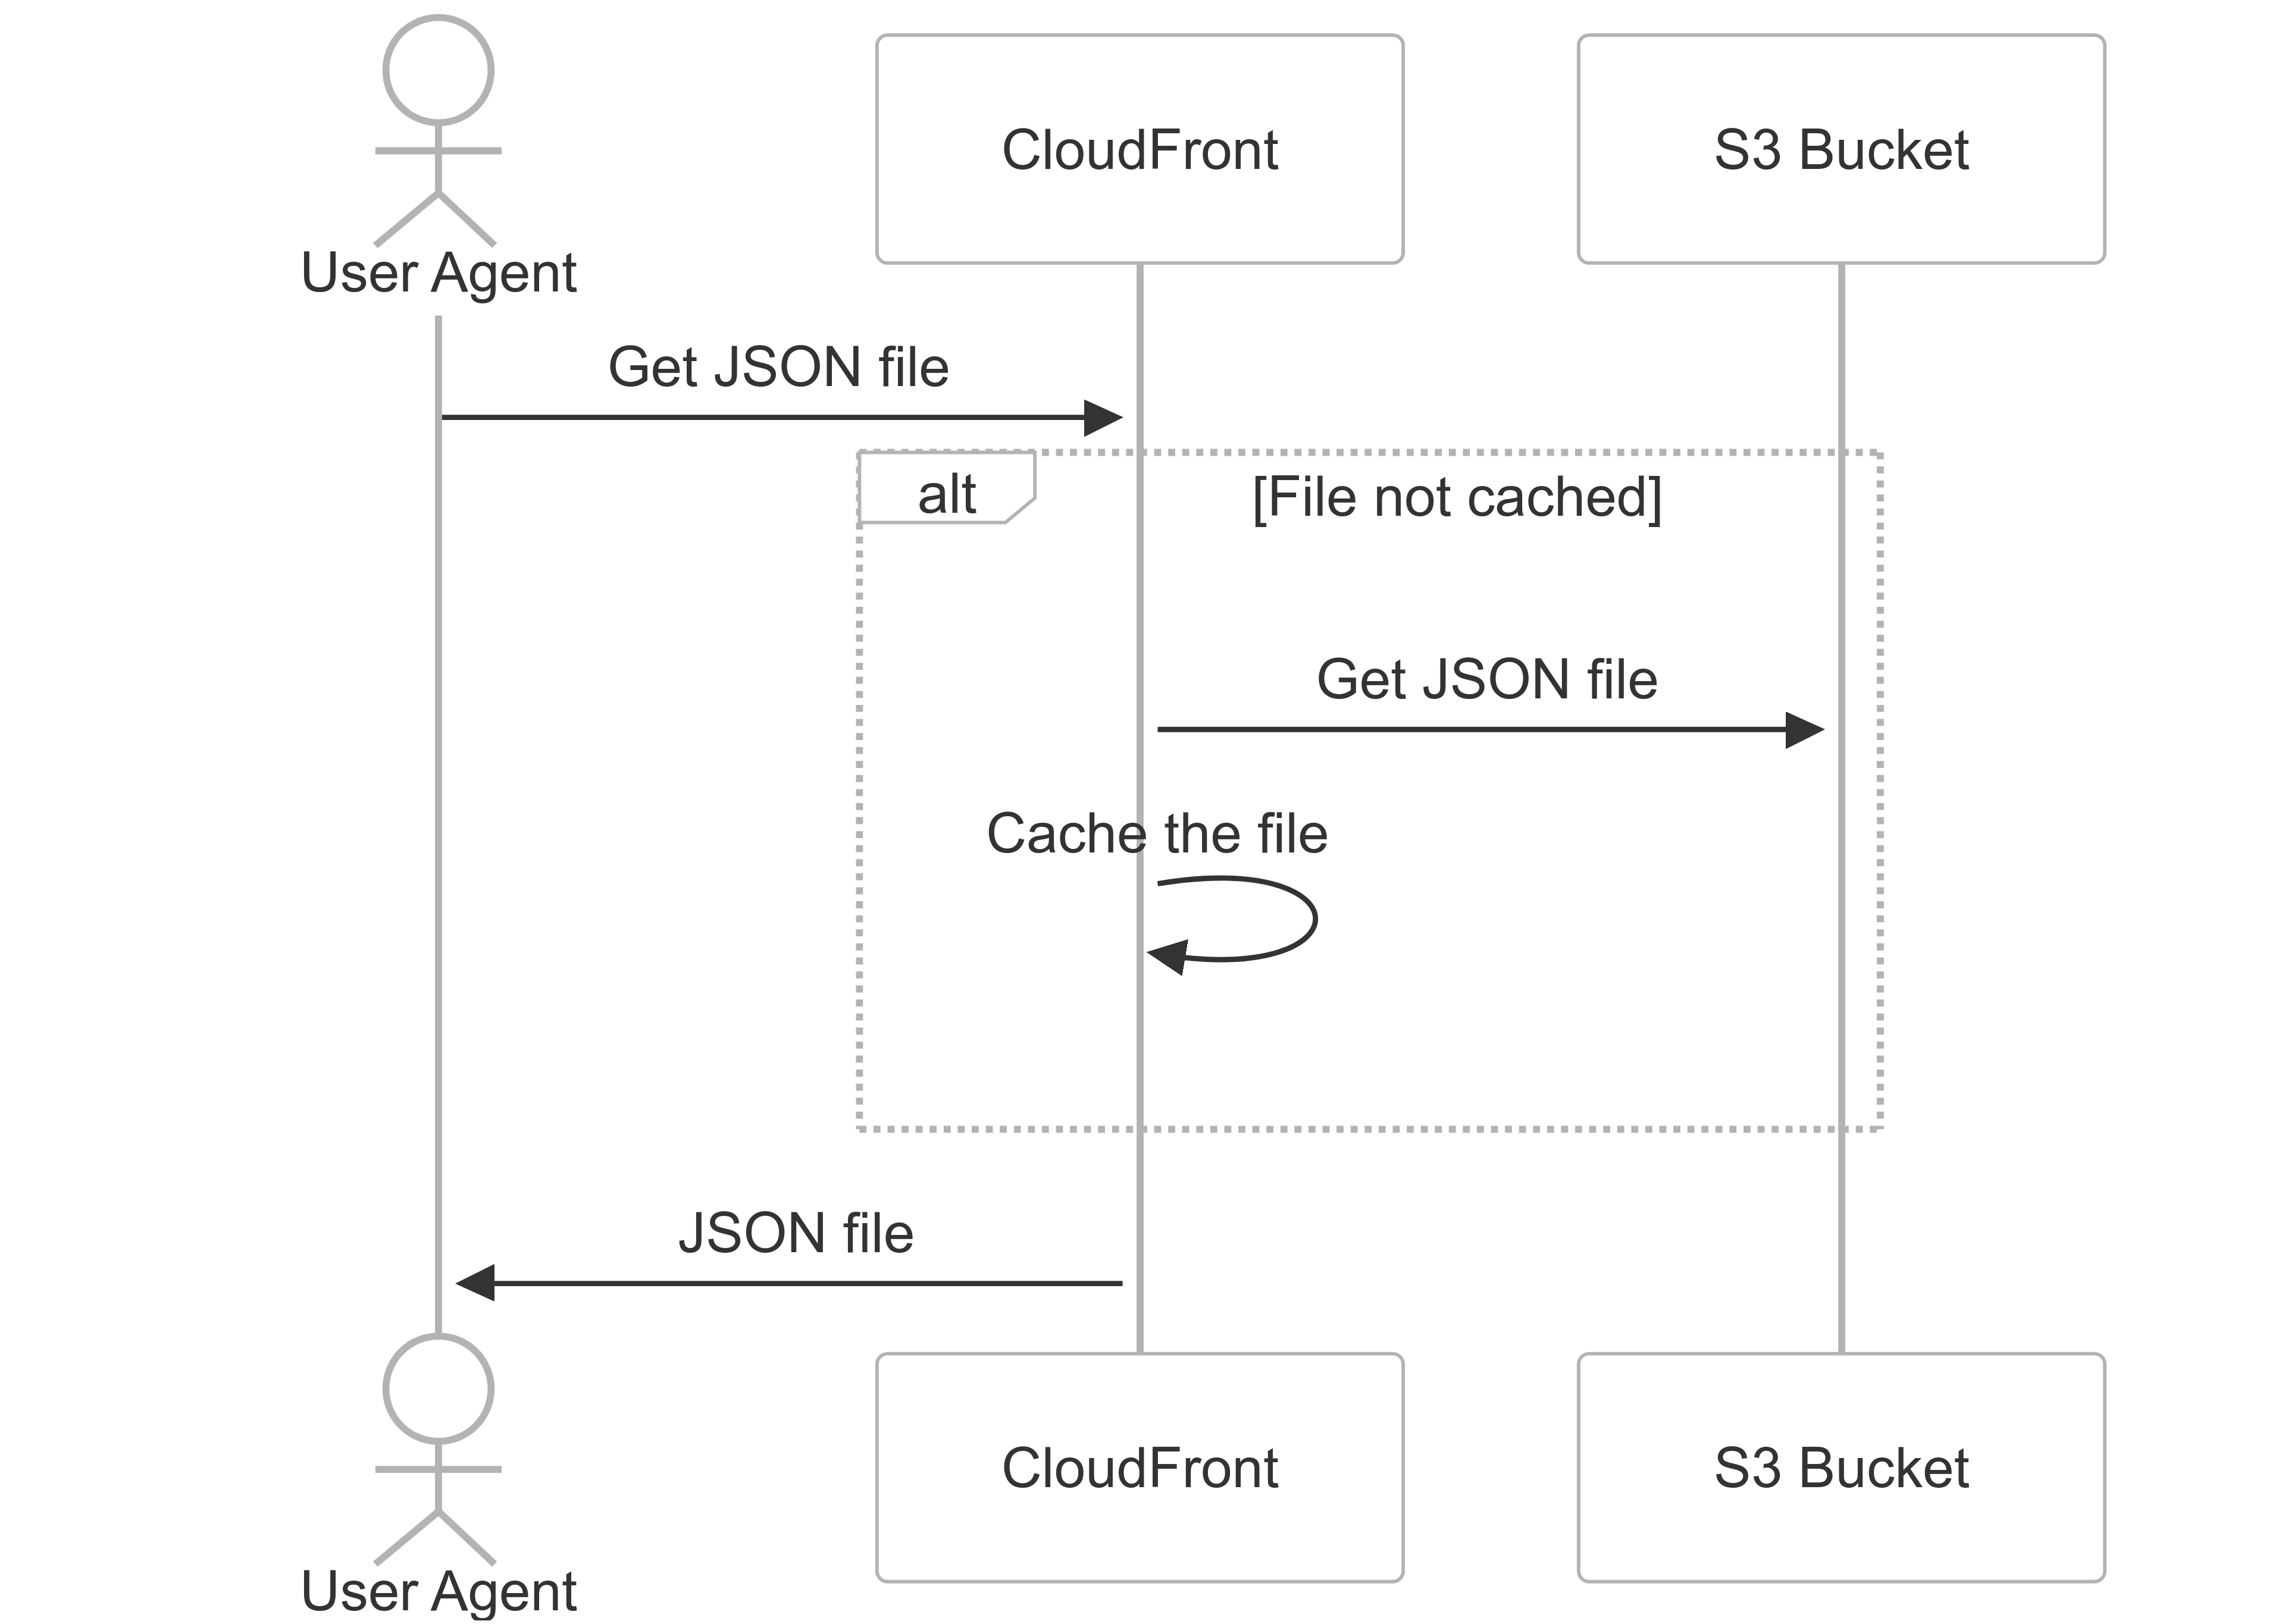 User Agent
CloudFront
S3 Bucket
Get JSON file
alt
[File not cached]
Get JSON file
Cache the file
JSON file
User Agent
CloudFront
S3 Bucket